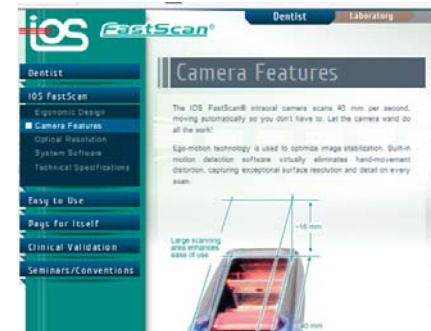 Dentist
Laboratory
iOS FastScan®
Camera Features
Dentist
IOS FastScan
Ergonomic Design
Camera Features
Optical Resolution
System Software
Technical Specifications
Easy to Use
Pays for Itself
Clinical Validation
Seminars/Conventions
The IOS FastScan® intraoral camera scans 40 mm per second,
moving automatically so you don't have to. Let the camera wand do
all the work!
Ego-motion technology is used to optimize image stabilization. Built-in
motion detection software virtually eliminates hand-movement
distortion, capturing exceptional surface resolution and detail on every
scan.
~16 mm
Large scanning
area enhances
ease of use
40 mm